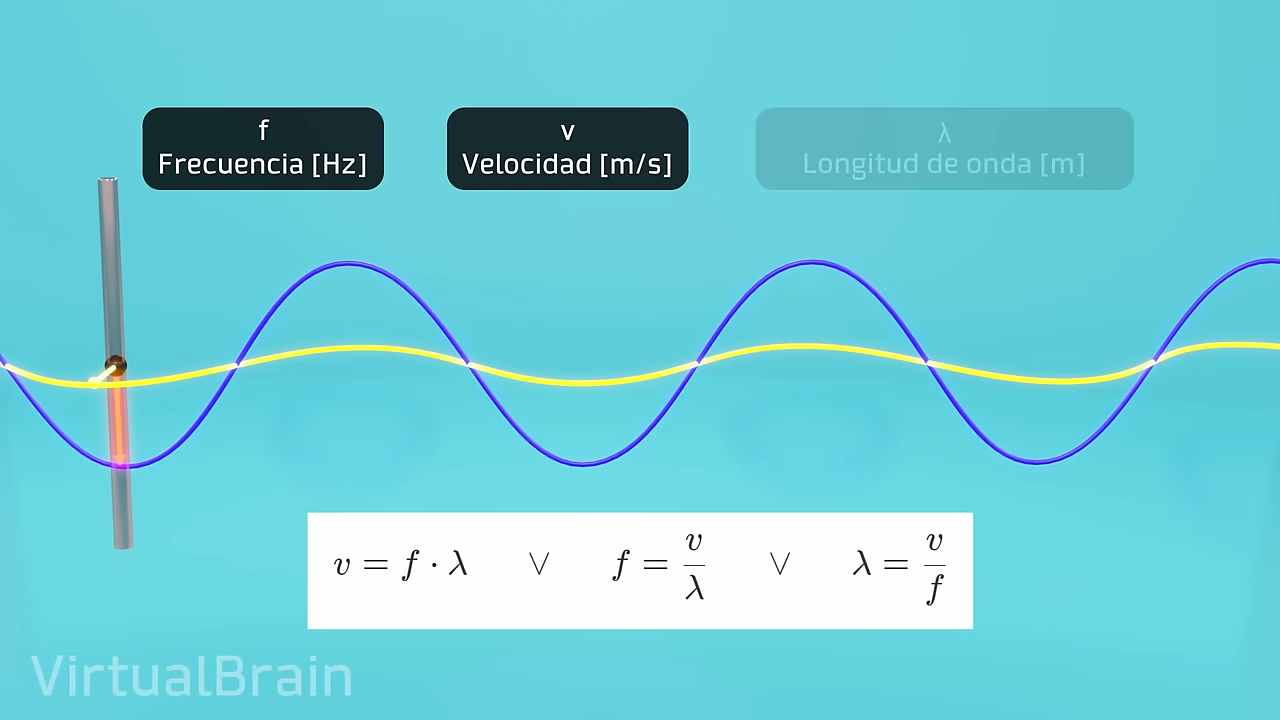 f
Frecuencia [Hz]
v
Velocidad [m/s]
λ
Longitud de onda [m]
v = f · λ ∨ f = v/λ ∨ λ = v/f
VirtualBrain